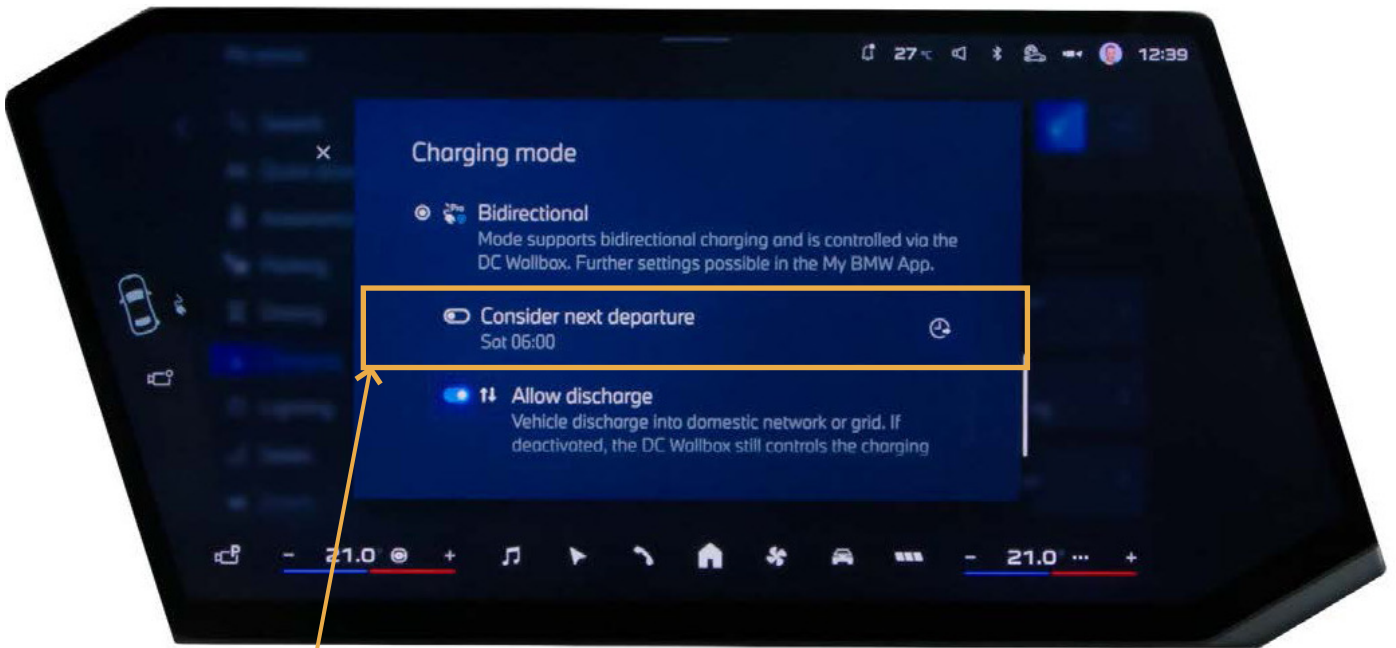 27°C 12:39
Charging mode
Bidirectional
Mode supports bidirectional charging and is controlled via the
DC Wallbox. Further settings possible in the My BMW App.
Consider next departure
Sat 06:00
Allow discharge
Vehicle discharge into domestic network or grid. If
deactivated, the DC Wallbox still controls the charging
- 21.0 + - 21.0 ... +